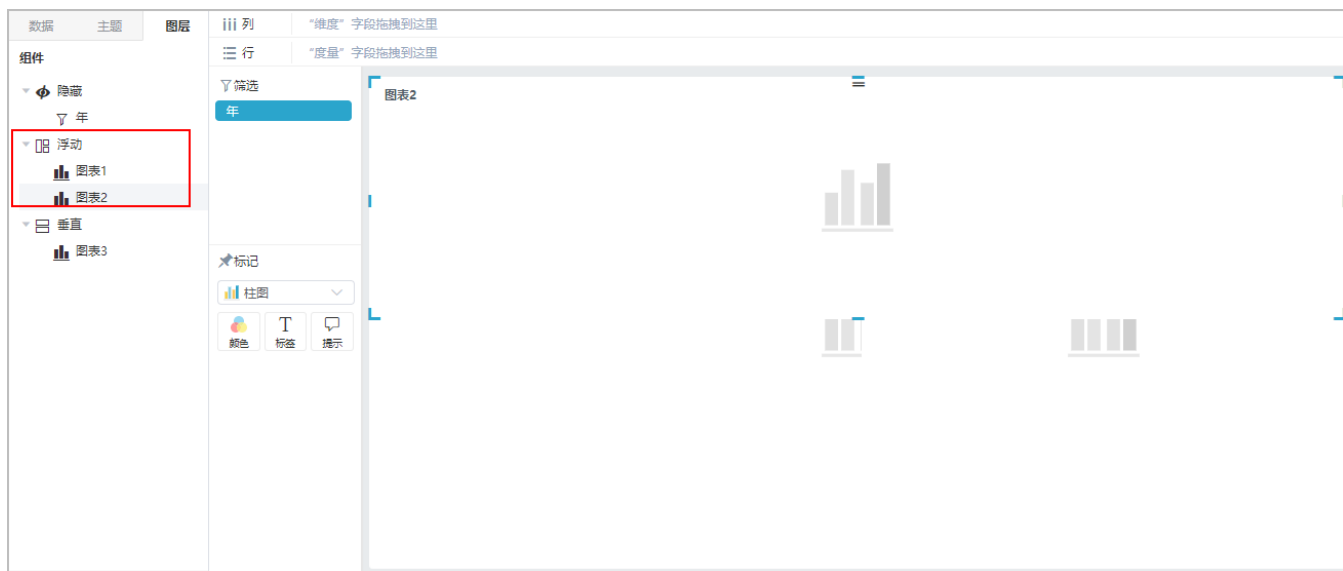 数据 主题 图层
组件
隐藏
年
浮动
图表1
图表2
垂直
图表3
列 "维度" 字段拖拽到这里
行 "度量" 字段拖拽到这里
筛选
年
标记
柱图
颜色 T 标签 提示
图表2